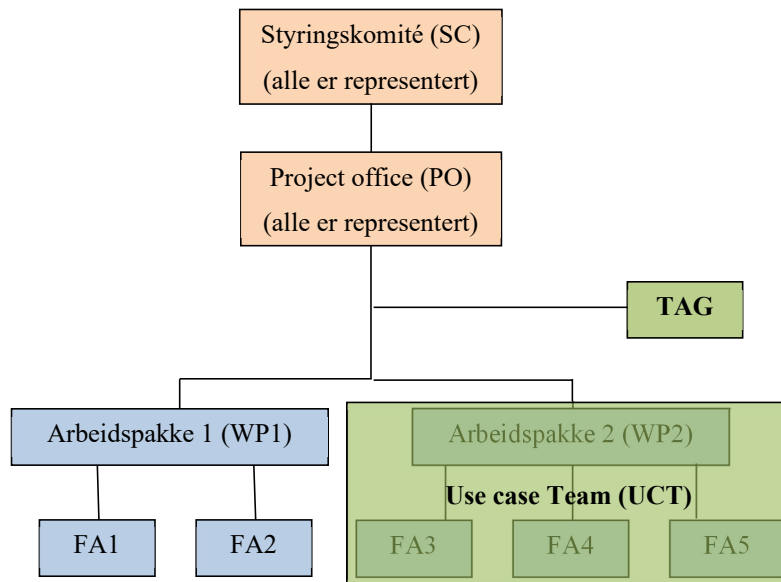 Styringskomité (SC)
(alle er representert)
Project office (PO)
(alle er representert)
TAG
Arbeidspakke 1 (WP1)
Arbeidspakke 2 (WP2)
Use case Team (UCT)
FA1
FA2
FA3
FA4
FA5